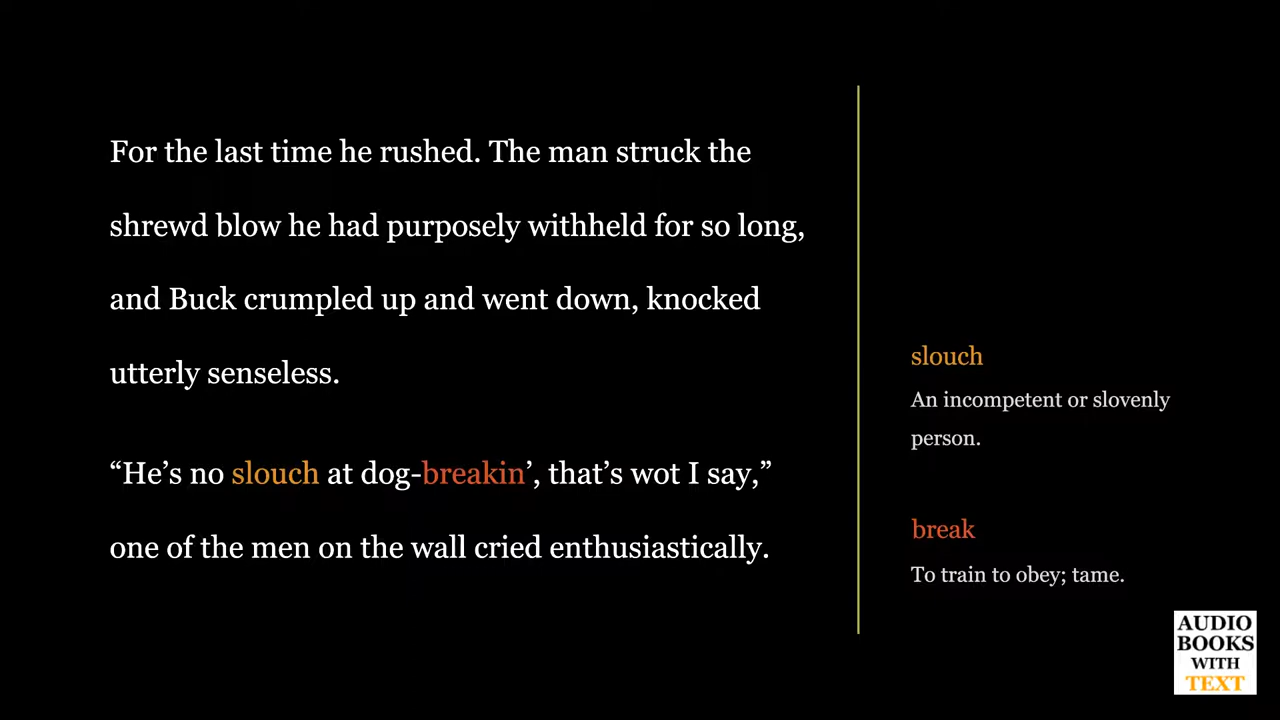 For the last time he rushed. The man struck the
shrewd blow he had purposely withheld for so long,
and Buck crumpled up and went down, knocked
utterly senseless.
“He’s no slouch at dog-breakin’, that’s wot I say,”
one of the men on the wall cried enthusiastically.
slouch
An incompetent or slovenly
person.
break
To train to obey; tame.
AUDIO
BOOKS
WITH
TEXT